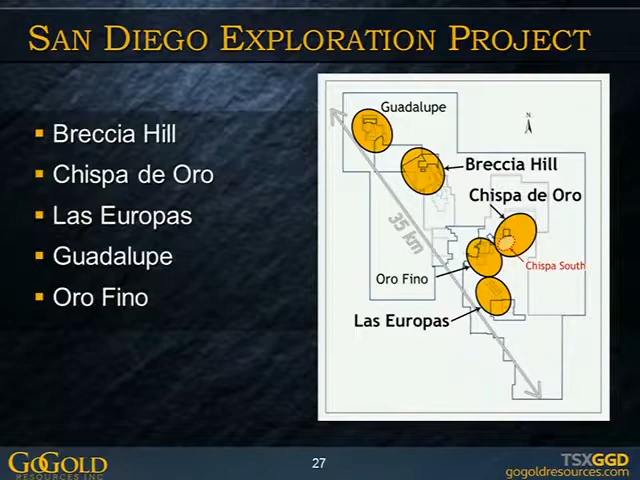 SAN DIEGO EXPLORATION PROJECT
Breccia Hill
Chispa de Oro
Las Europas
Guadalupe
Oro Fino
Guadalupe
N
Breccia Hill
Chispa de Oro
35 km
Chispa South
Oro Fino
Las Europas
GOGOLD
RESOURCES INC
27
TSXGGD
gogoldresources.com